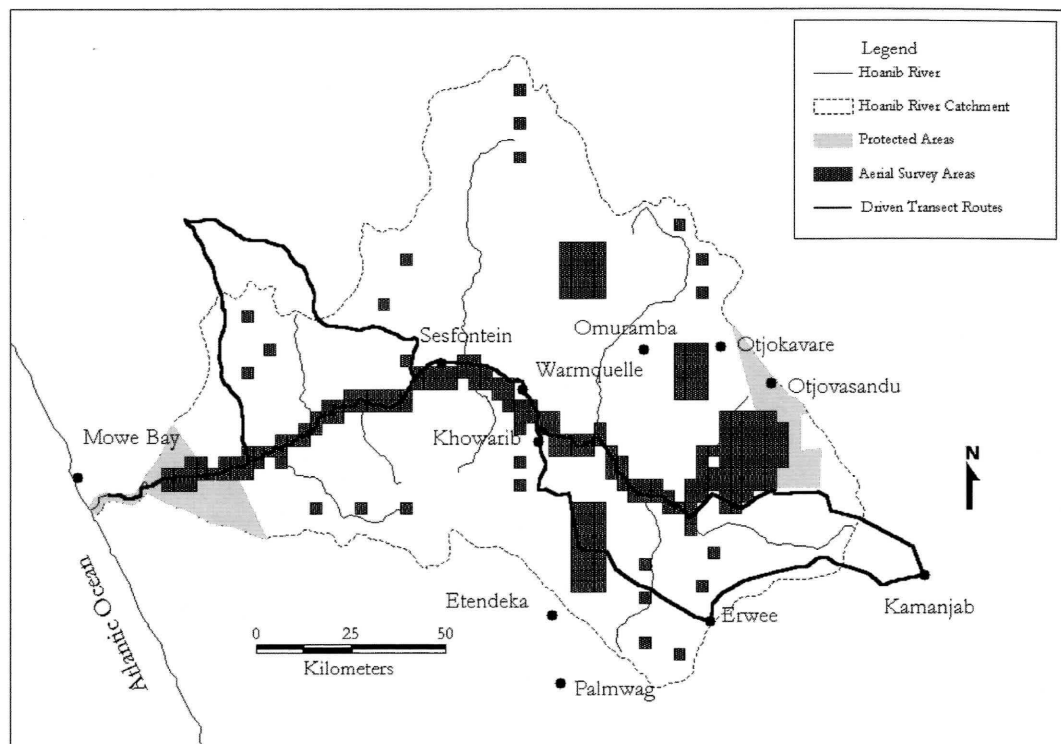 Legend
Hoanib River
Hoanib River Catchment
Protected Areas
Aerial Survey Areas
Driven Transect Routes
Sesfontein
Omuramba
Otjokavare
Warmquelle
Otjovasandu
Mowe Bay
Khowarib
N
Atlantic Ocean
Etendeka
Erwee
Kamanjab
0 25 50
Kilometers
Palmwag